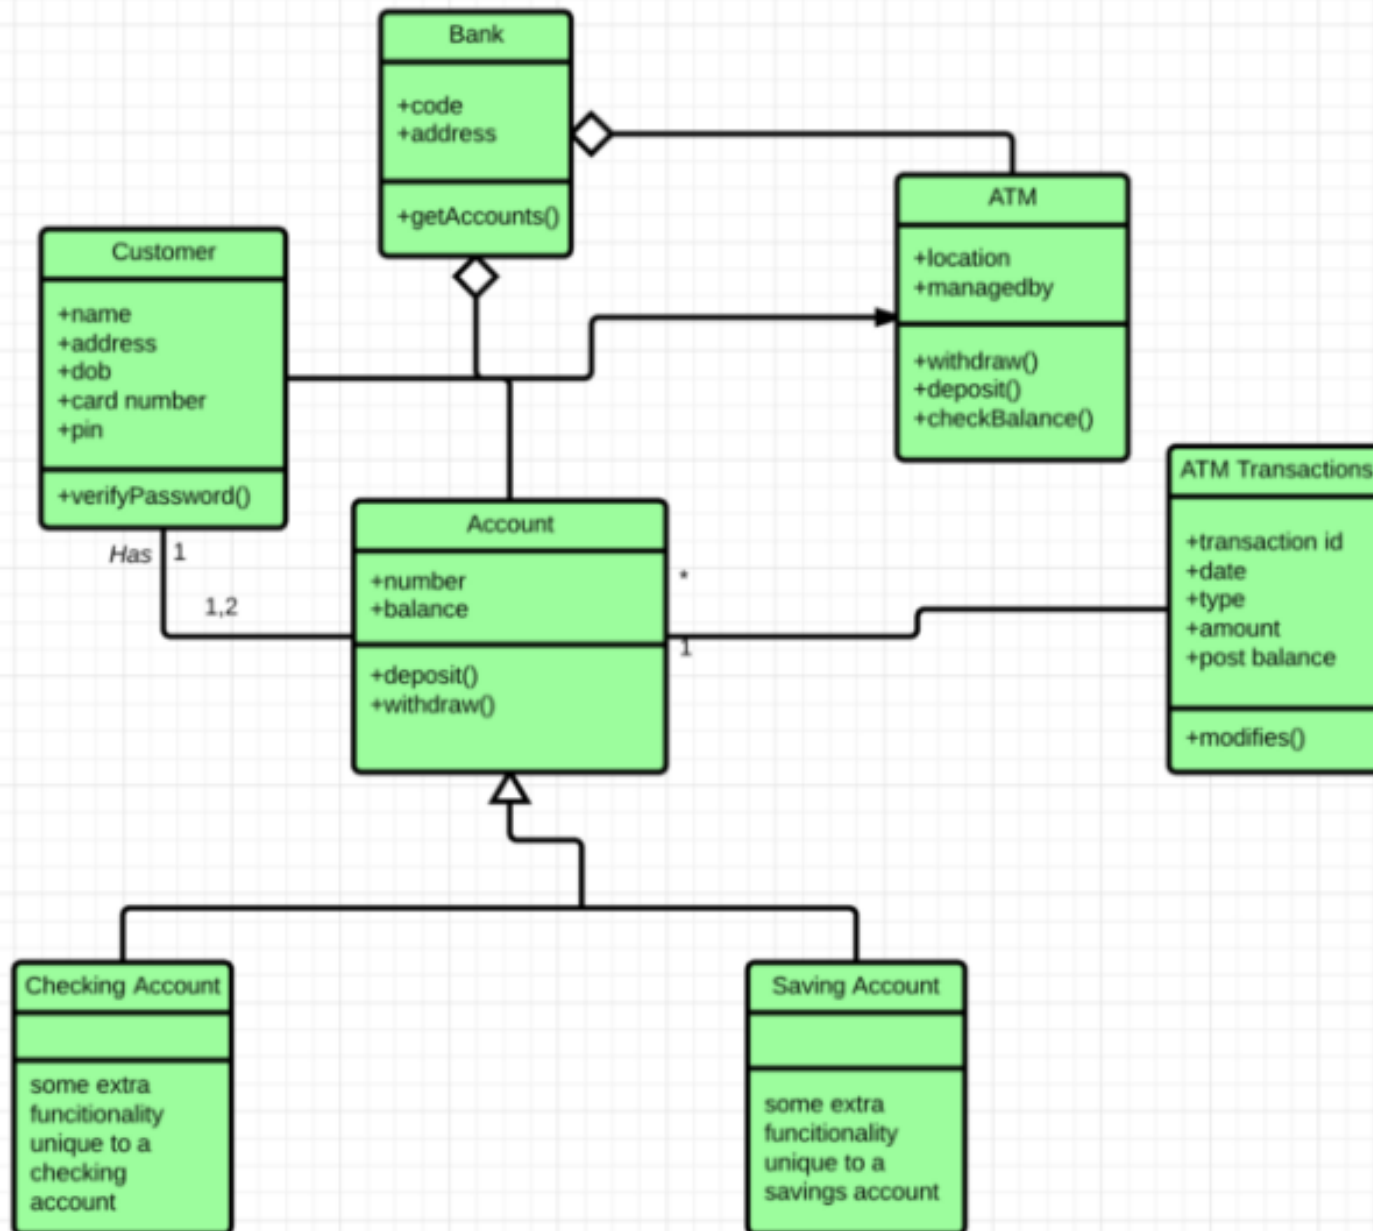 Bank
+code
+address
+getAccounts()
ATM
+location
+managedby
+withdraw()
+deposit()
+checkBalance()
Customer
+name
+address
+dob
+card number
+pin
+verifyPassword()
Has
1
1,2
Account
+number
+balance
+deposit()
+withdraw()
*
1
ATM Transactions
+transaction id
+date
+type
+amount
+post balance
+modifies()
Checking Account
some extra
funcitionality
unique to a
checking
account
Saving Account
some extra
funcitionality
unique to a
savings account